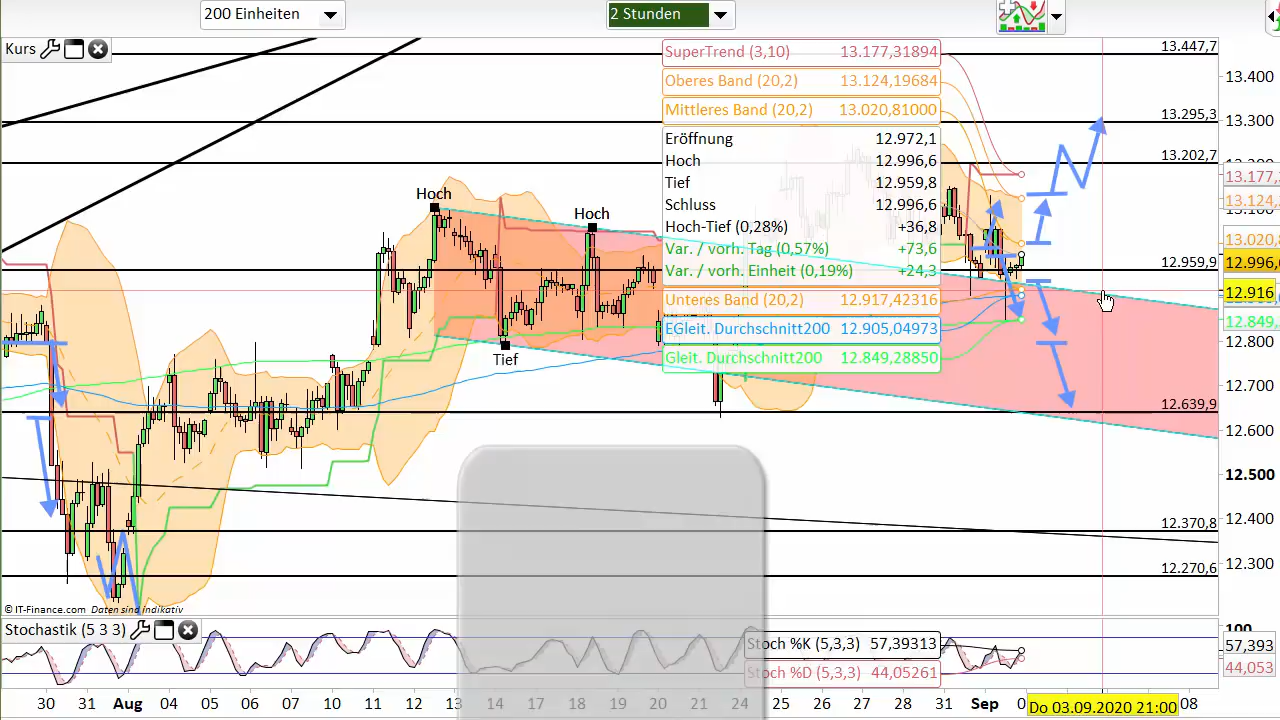 200 Einheiten
2 Stunden
Kurs
SuperTrend (3,10) 13.177,31894
Oberes Band (20,2) 13.124,19684
Mittleres Band (20,2) 13.020,81000
Eröffnung 12.972,1
Hoch 12.996,6
Tief 12.959,8
Schluss 12.996,6
Hoch-Tief (0,28%) +36,8
Var. / vorh. Tag (0,57%) +73,6
Var. / vorh. Einheit (0,19%) +24,3
Unteres Band (20,2) 12.917,42316
EGleit. Durchschnitt200 12.905,04973
Gleit. Durchschnitt200 12.849,28850
Hoch
Hoch
Tief
13.447,7
13.295,3
13.202,7
12.959,9
12.639,9
12.370,8
12.270,6
13.400
13.300
13.177,3
13.124,
13.020,8
12.996,6
12.916
12.849,
12.800
12.700
12.600
12.500
12.400
12.300
© IT-Finance.com Daten sind indikativ
Stochastik (5 3 3)
Stoch %K (5,3,3) 57,39313
Stoch %D (5,3,3) 44,05261
100
57,393
44,053
30 31 Aug 04 05 06 07 10 11 12 13 14 17 18 19 20 21 24 25 26 27 28 31 Sep Do 03.09.2020 21:00 08